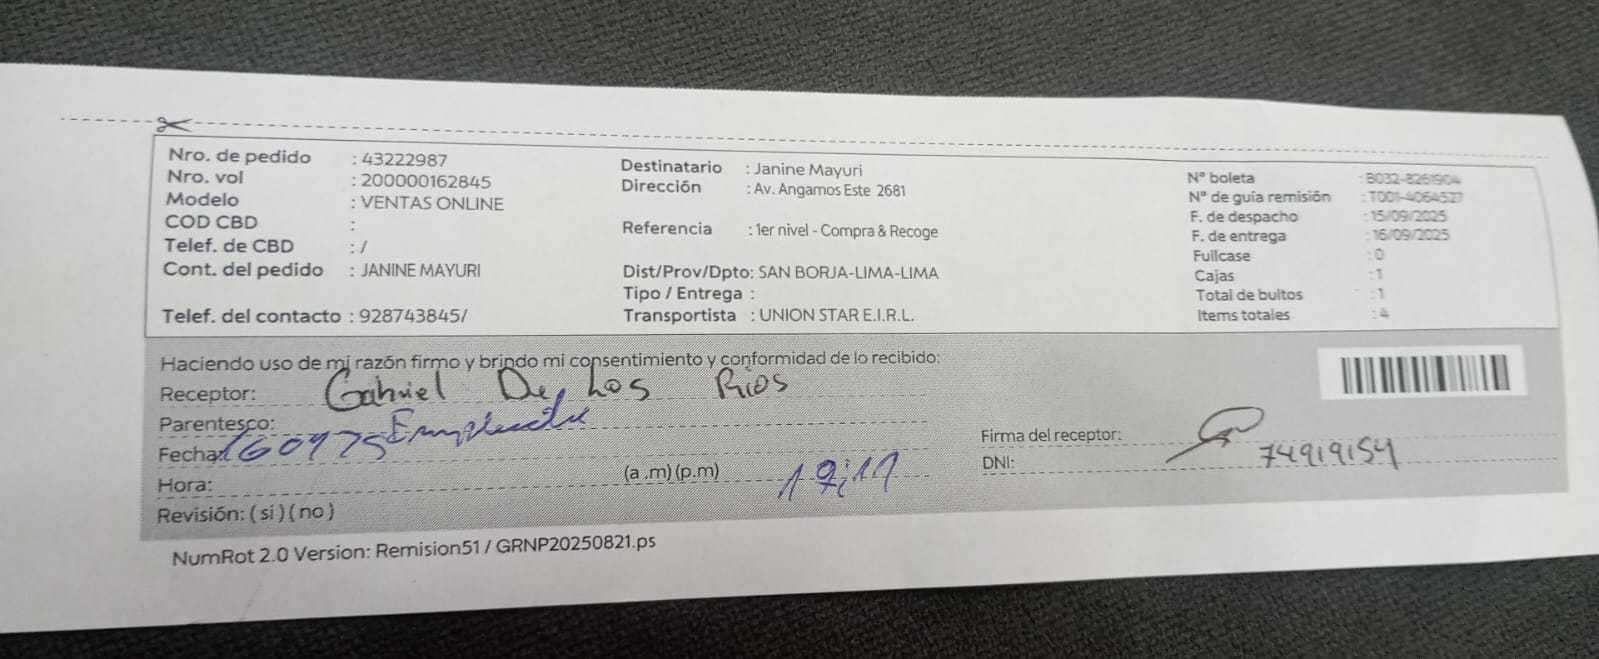 Nro. de pedido : 43222987
Nro. vol : 200000162845
Modelo : VENTAS ONLINE
COD CBD :
Telef. de CBD : /
Cont. del pedido : JANINE MAYURI
Telef. del contacto : 928743845/
Destinatario : Janine Mayuri
Dirección : Av. Angamos Este 2681
Referencia : 1er nivel - Compra & Recoge
Dist/Prov/Dpto: SAN BORJA-LIMA-LIMA
Tipo / Entrega :
Transportista : UNION STAR E.I.R.L.
N° boleta : B032-8261904
N° de guía remisión : T001-4064527
F. de despacho : 15/09/2025
F. de entrega : 16/09/2025
Fullcase : 0
Cajas : 1
Total de bultos : 1
Items totales : 4
Haciendo uso de mi razón firmo y brindo mi consentimiento y conformidad de lo recibido:
Receptor: Gabriel De Los Rios
Parentesco:
Fecha:
Hora: (a .m) (p.m)
Revisión: ( si ) ( no )
Firma del receptor:
DNI: 74919154
NumRot 2.0 Version: Remision51 / GRNP20250821.ps